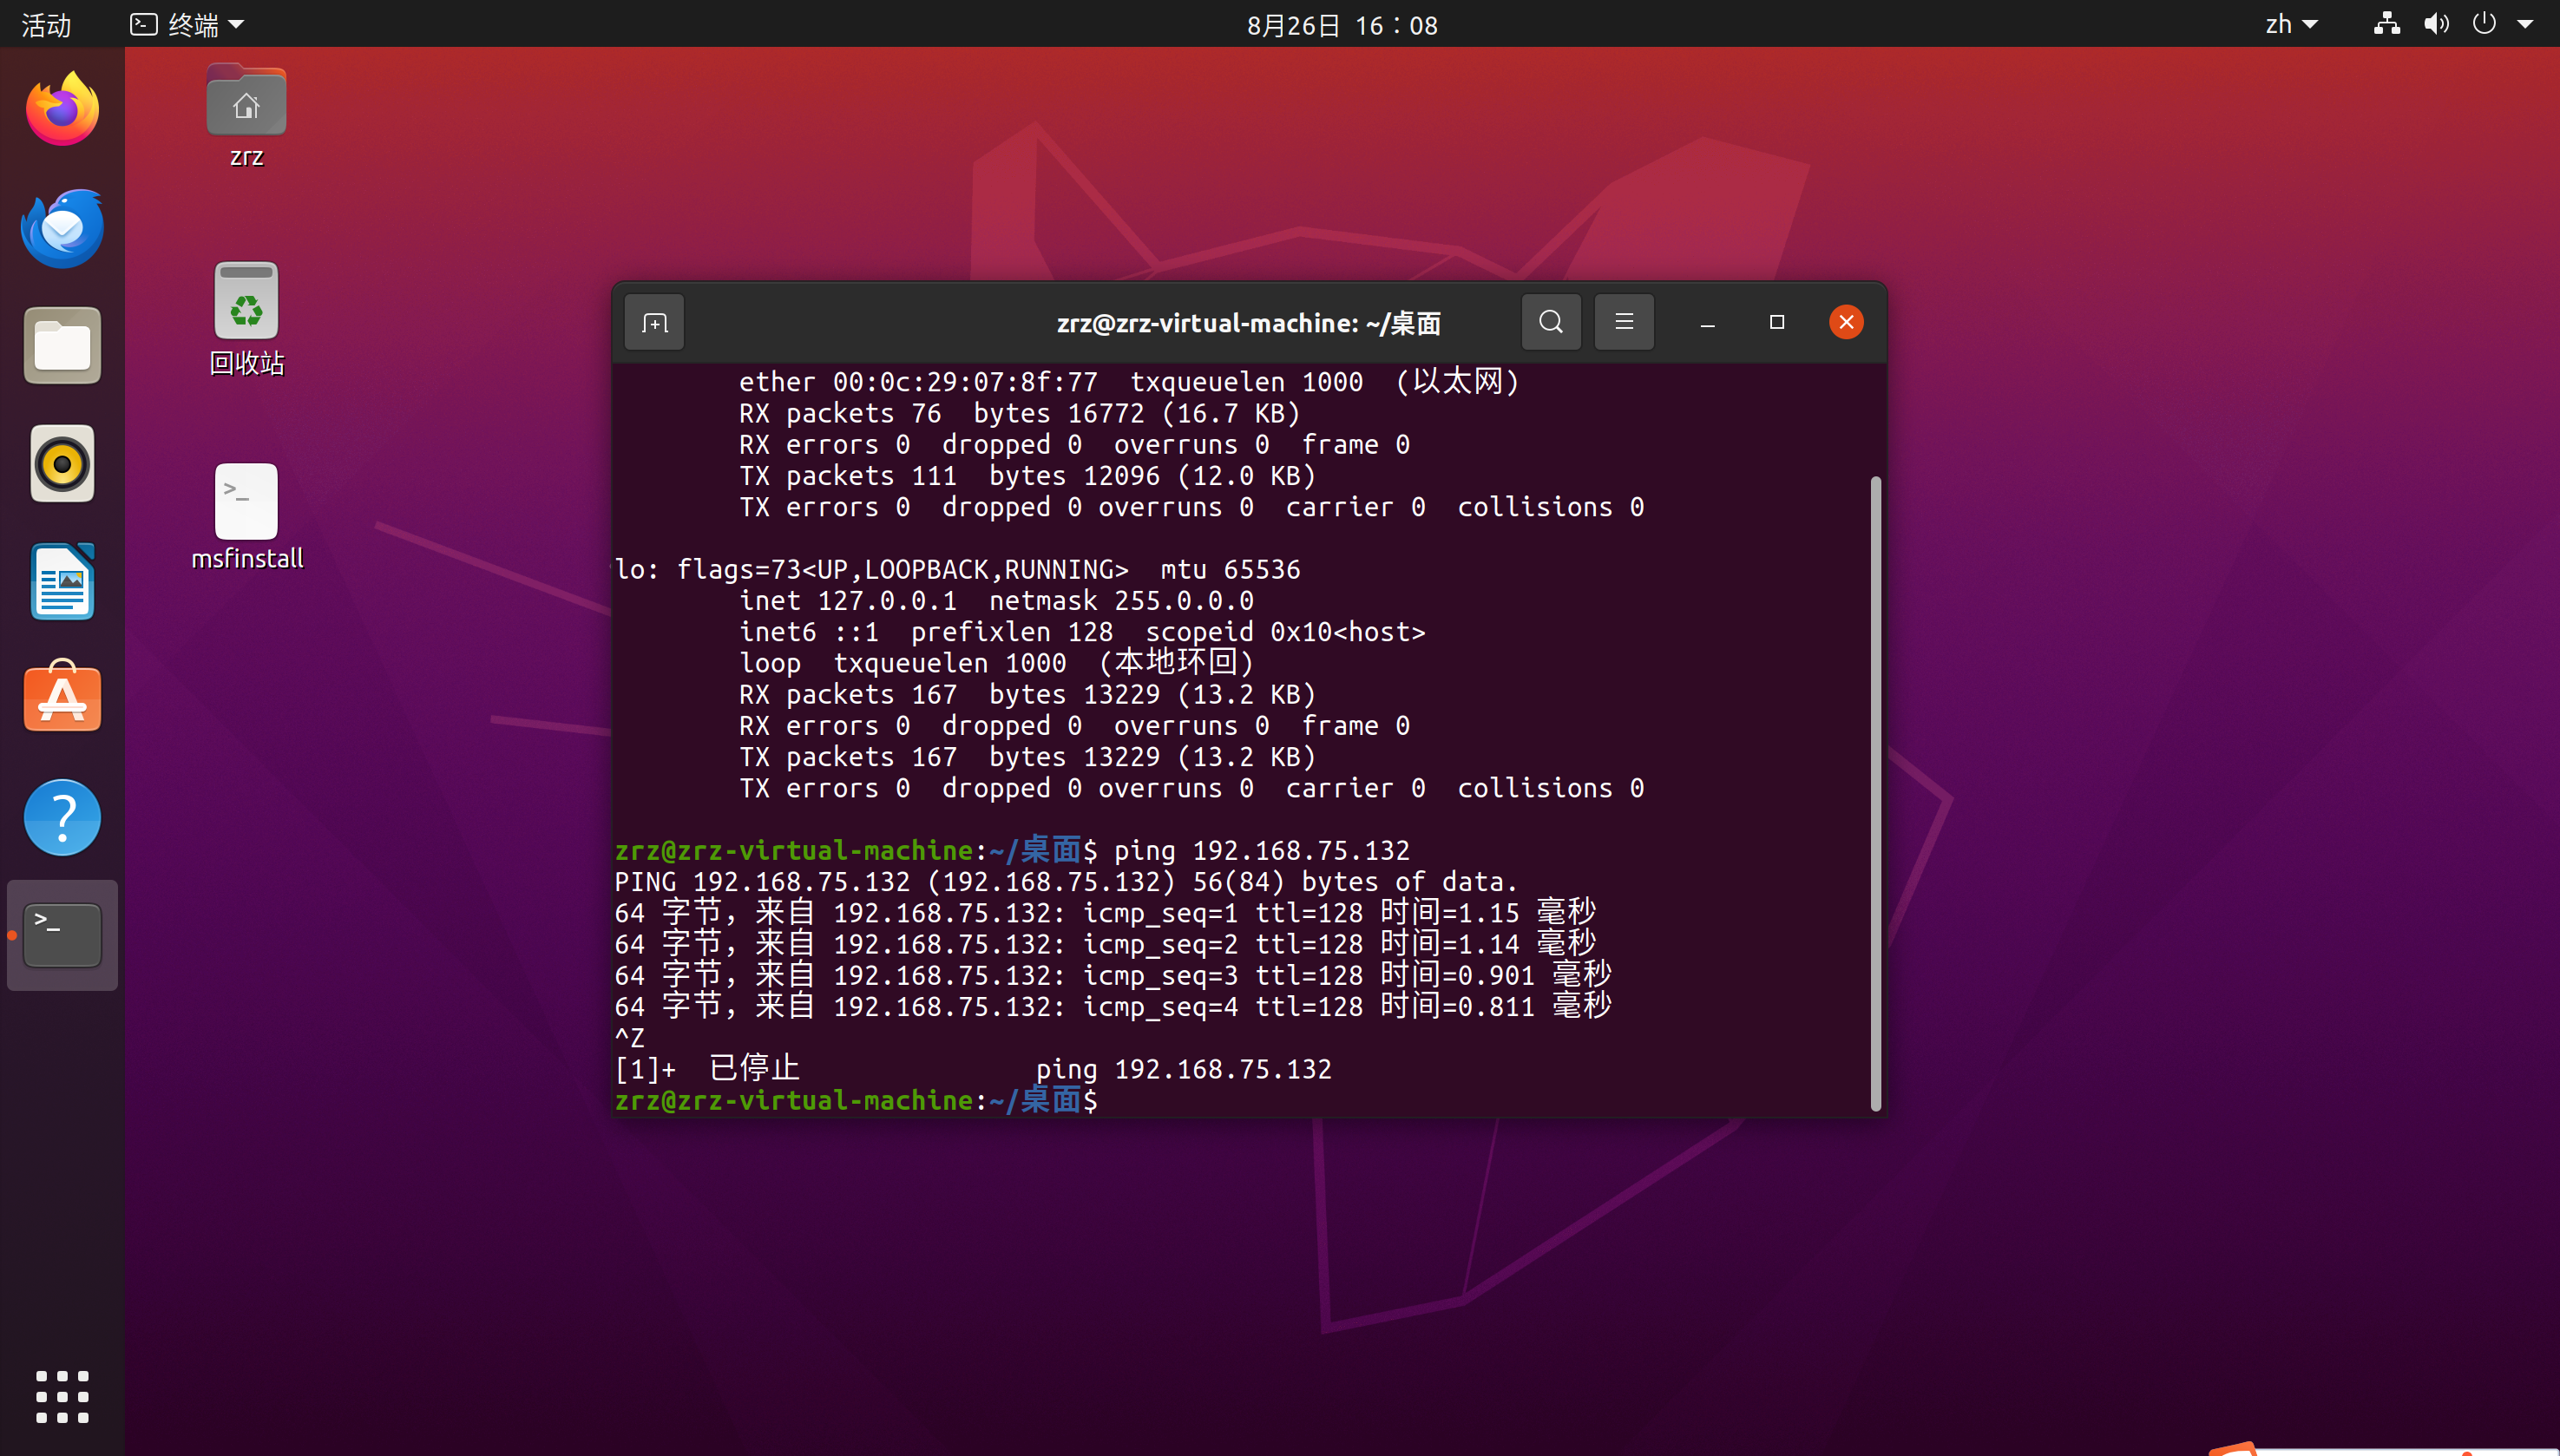 活动
终端
8月26日 16：08
zh
zrz
回收站
msfinstall
zrz@zrz-virtual-machine: ~/桌面
ether 00:0c:29:07:8f:77  txqueuelen 1000  (以太网)
RX packets 76  bytes 16772 (16.7 KB)
RX errors 0  dropped 0  overruns 0  frame 0
TX packets 111  bytes 12096 (12.0 KB)
TX errors 0  dropped 0 overruns 0  carrier 0  collisions 0
lo: flags=73<UP,LOOPBACK,RUNNING>  mtu 65536
inet 127.0.0.1  netmask 255.0.0.0
inet6 ::1  prefixlen 128  scopeid 0x10<host>
loop  txqueuelen 1000  (本地环回)
RX packets 167  bytes 13229 (13.2 KB)
RX errors 0  dropped 0  overruns 0  frame 0
TX packets 167  bytes 13229 (13.2 KB)
TX errors 0  dropped 0 overruns 0  carrier 0  collisions 0
zrz@zrz-virtual-machine:~/桌面$ ping 192.168.75.132
PING 192.168.75.132 (192.168.75.132) 56(84) bytes of data.
64 字节，来自 192.168.75.132: icmp_seq=1 ttl=128 时间=1.15 毫秒
64 字节，来自 192.168.75.132: icmp_seq=2 ttl=128 时间=1.14 毫秒
64 字节，来自 192.168.75.132: icmp_seq=3 ttl=128 时间=0.901 毫秒
64 字节，来自 192.168.75.132: icmp_seq=4 ttl=128 时间=0.811 毫秒
^Z
[1]+  已停止               ping 192.168.75.132
zrz@zrz-virtual-machine:~/桌面$